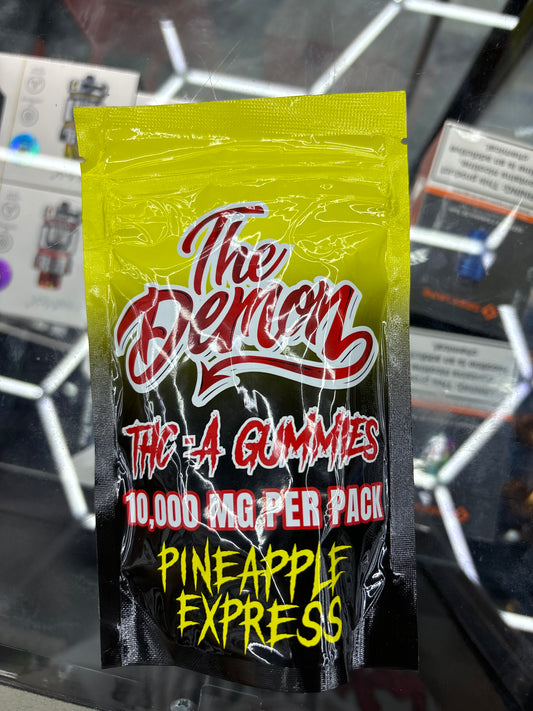 The
Demon
THC-A GUMMIES
10,000 MG PER PACK
PINEAPPLE
EXPRESS